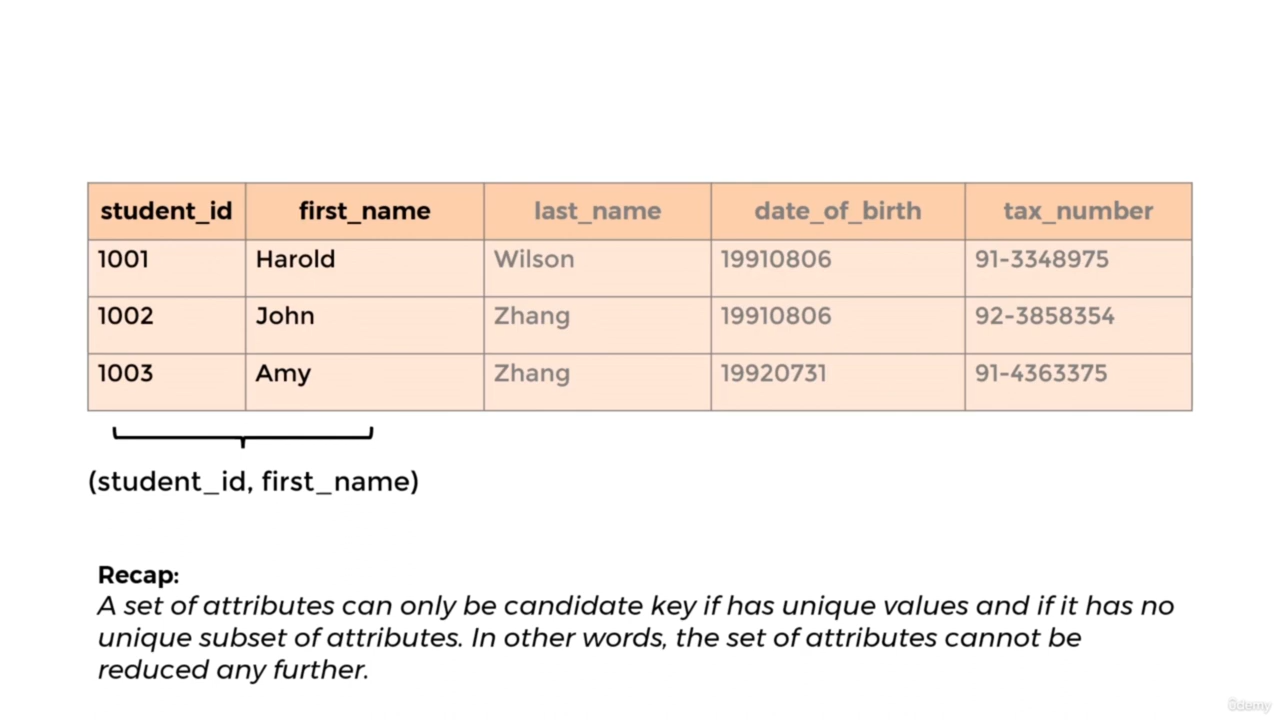 student_id first_name last_name date_of_birth tax_number
1001 Harold Wilson 19910806 91-3348975
1002 John Zhang 19910806 92-3858354
1003 Amy Zhang 19920731 91-4363375
(student_id, first_name)
Recap:
A set of attributes can only be candidate key if has unique values and if it has no
unique subset of attributes. In other words, the set of attributes cannot be
reduced any further.
ûdemy